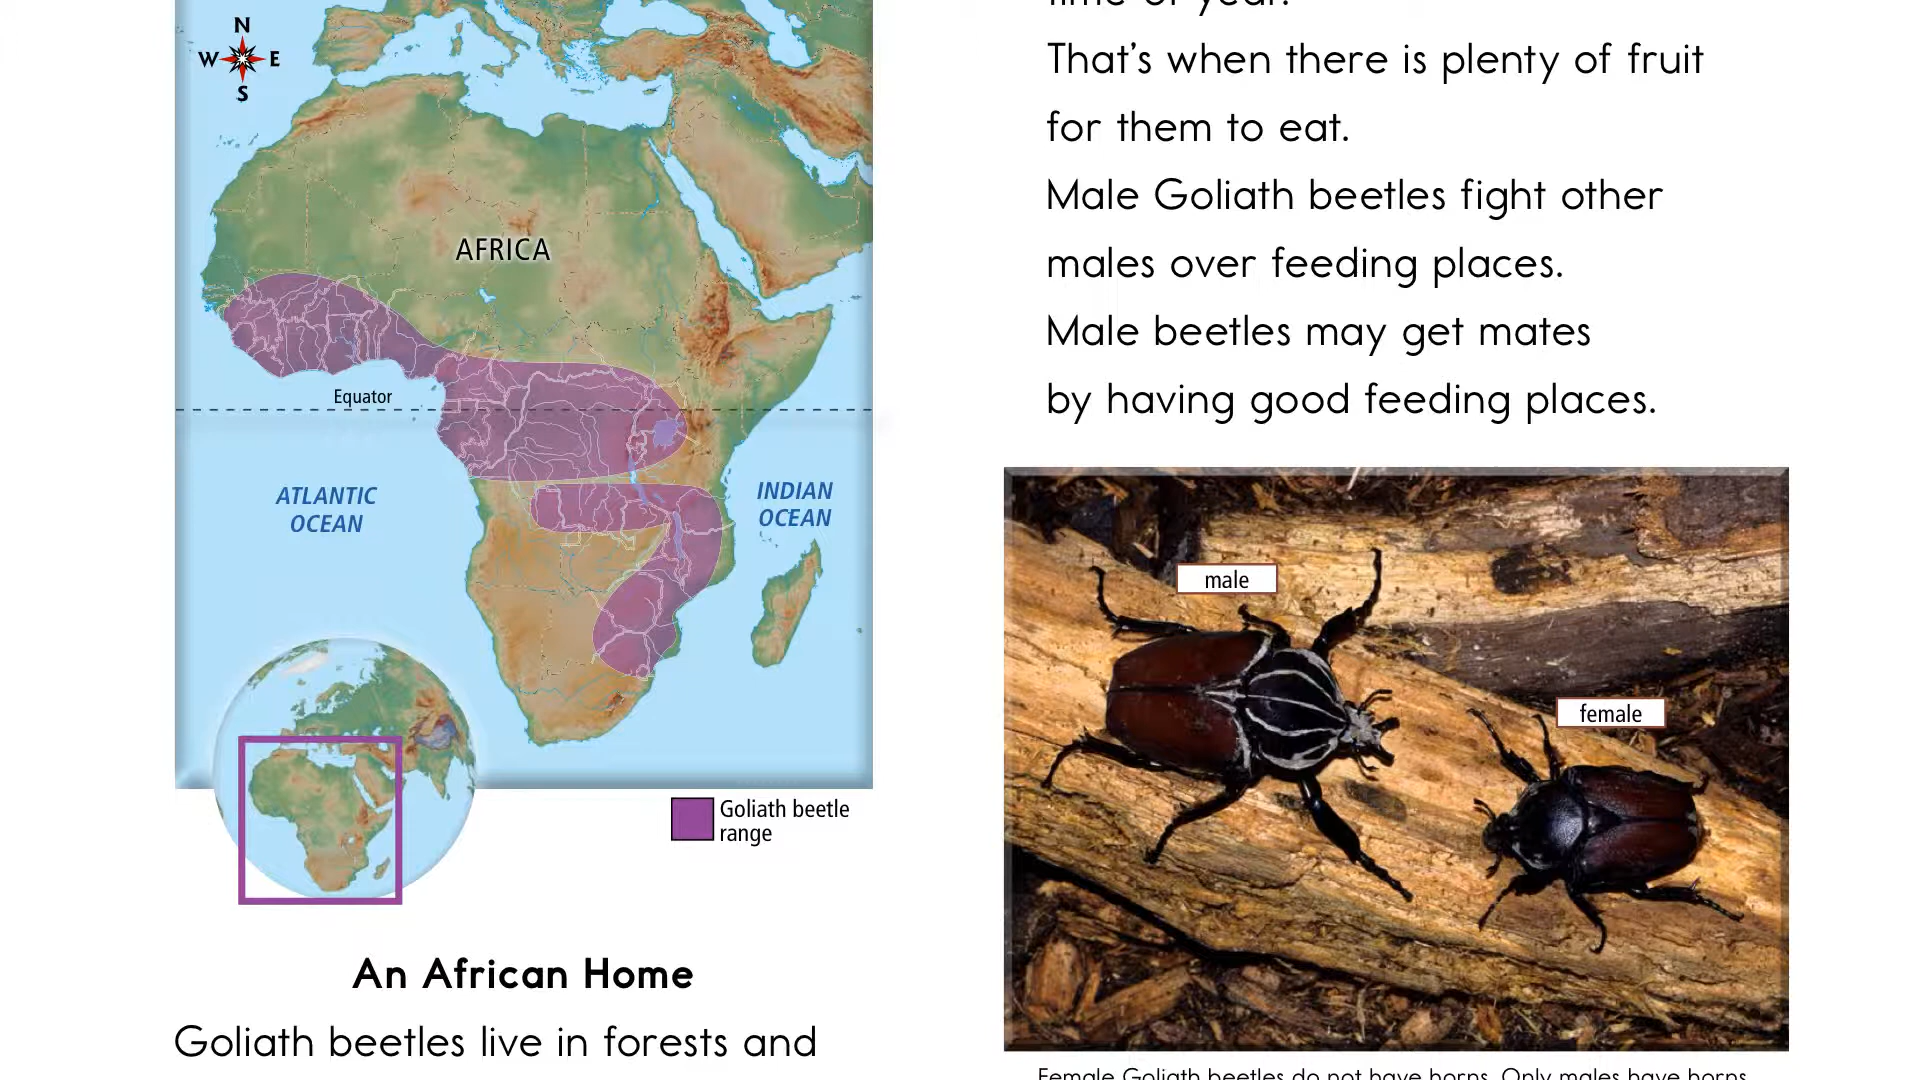 N
W E
S
AFRICA
Equator
ATLANTIC
OCEAN
INDIAN
OCEAN
Goliath beetle
range
An African Home
Goliath beetles live in forests and
time of year.
That's when there is plenty of fruit
for them to eat.
Male Goliath beetles fight other
males over feeding places.
Male beetles may get mates
by having good feeding places.
male
female
Female Goliath beetles do not have horns. Only males have horns.